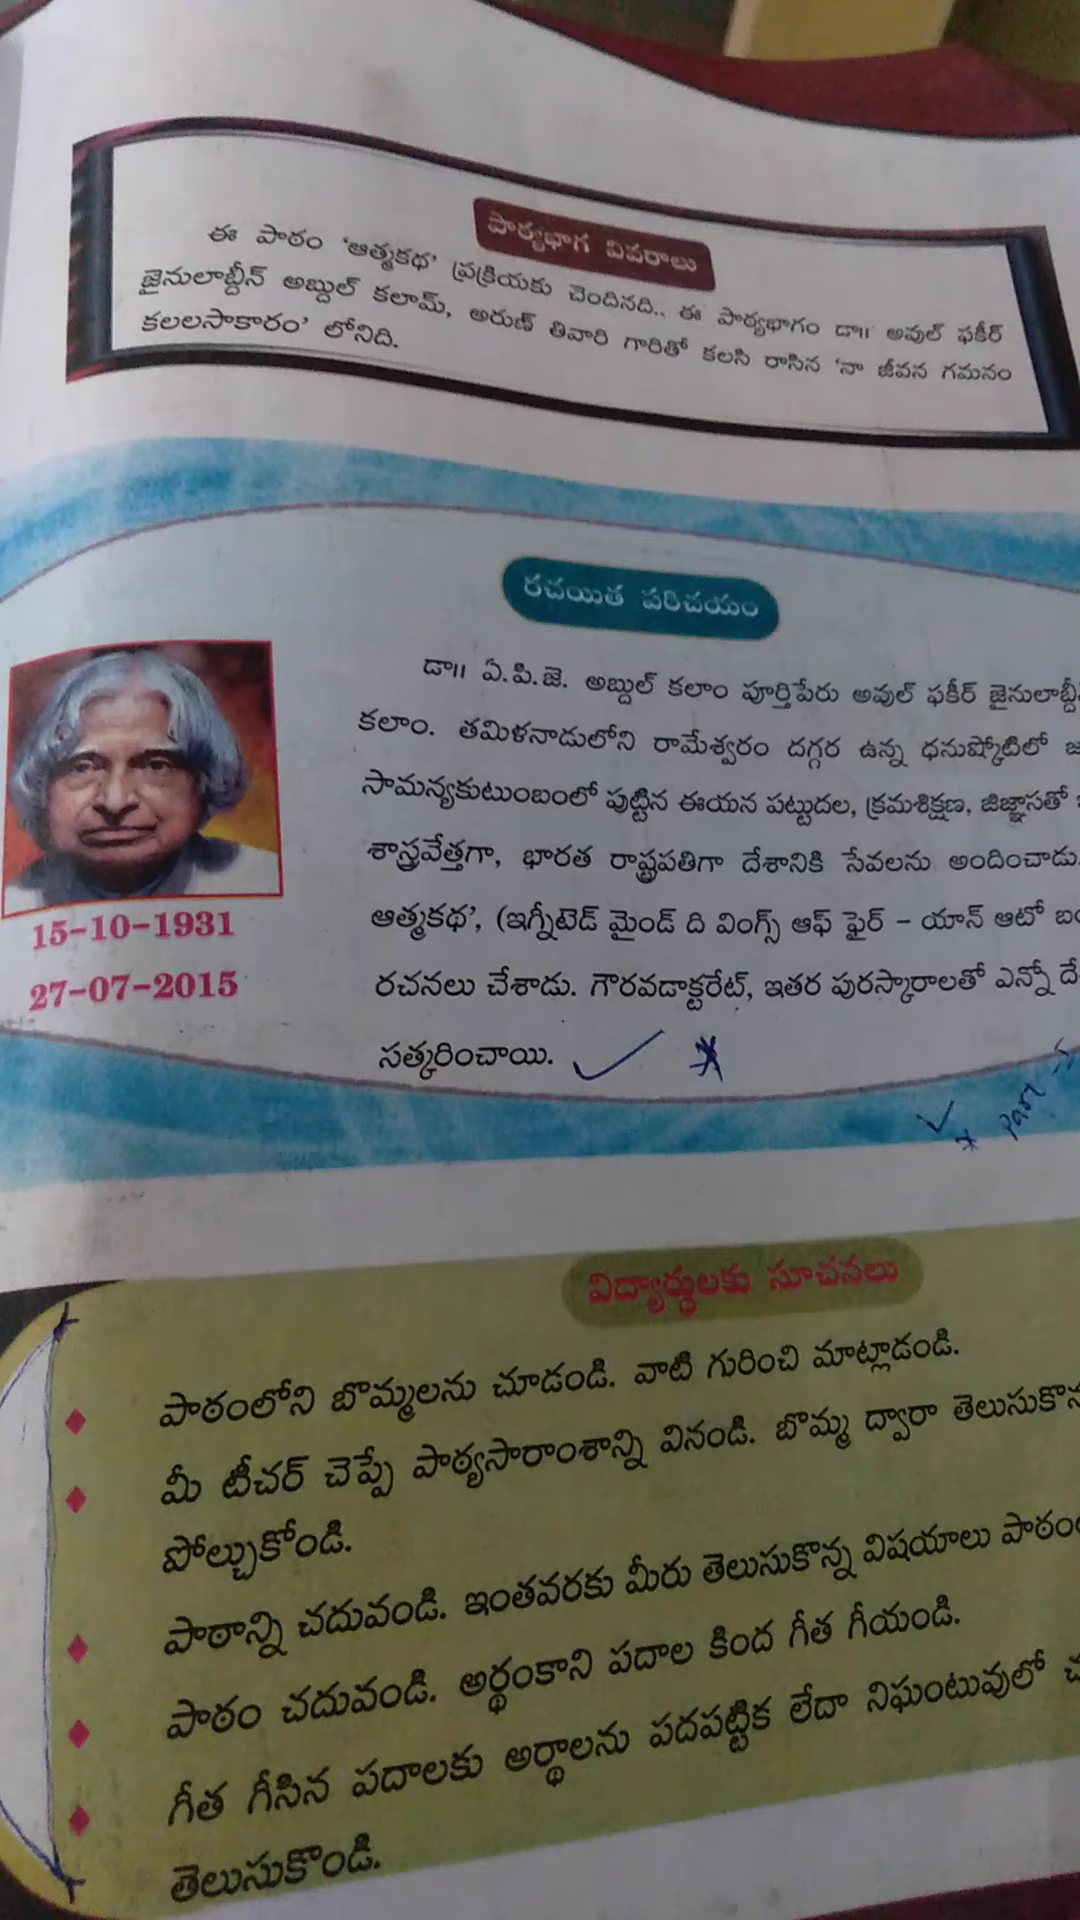 పాఠ్యభాగ వివరాలు
ఈ పాఠం ‘ఆత్మకథ’ ప్రక్రియకు చెందినది.. ఈ పాఠ్యభాగం డా॥ అవుల్ ఫకీర్
జైనులాబ్దీన్ అబ్దుల్ కలామ్, అరుణ్ తివారి గారితో కలసి రాసిన ‘నా జీవన గమనం
కలలసాకారం’ లోనిది.
రచయిత పరిచయం
డా॥ ఏ.పి.జె. అబ్దుల్ కలాం పూర్తిపేరు అవుల్ ఫకీర్
కలాం. తమిళనాడులోని రామేశ్వరం దగ్గర ఉన్న ధనుష్కోటిలో
సామన్యకుటుంబంలో పుట్టిన ఈయన పట్టుదల, క్రమశిక్షణ, జిజ్ఞాసతో
శాస్త్రవేత్తగా, భారత రాష్ట్రపతిగా దేశానికి సేవలను అందించాడు.
ఆత్మకథ’, (ఇగ్నీటెడ్ మైండ్ ది వింగ్స్ ఆఫ్ ఫైర్ – యాన్ ఆటో
రచనలు చేశాడు. గౌరవడాక్టరేట్, ఇతర పురస్కారాలతో ఎన్నో
సత్కరించాయి.
15-10-1931
27-07-2015
విద్యార్థులకు సూచనలు
పాఠంలోని బొమ్మలను చూడండి. వాటి గురించి మాట్లాడండి.
మీ టీచర్ చెప్పే పాఠ్యసారాంశాన్ని వినండి. బొమ్మ ద్వారా
పోల్చుకోండి.
పాఠాన్ని చదువండి. ఇంతవరకు మీరు తెలుసుకొన్న విషయాలు
పాఠం చదువండి. అర్థంకాని పదాల కింద గీత గీయండి.
గీత గీసిన పదాలకు అర్థాలను పదపట్టిక లేదా నిఘంటువులో
తెలుసుకొండి.